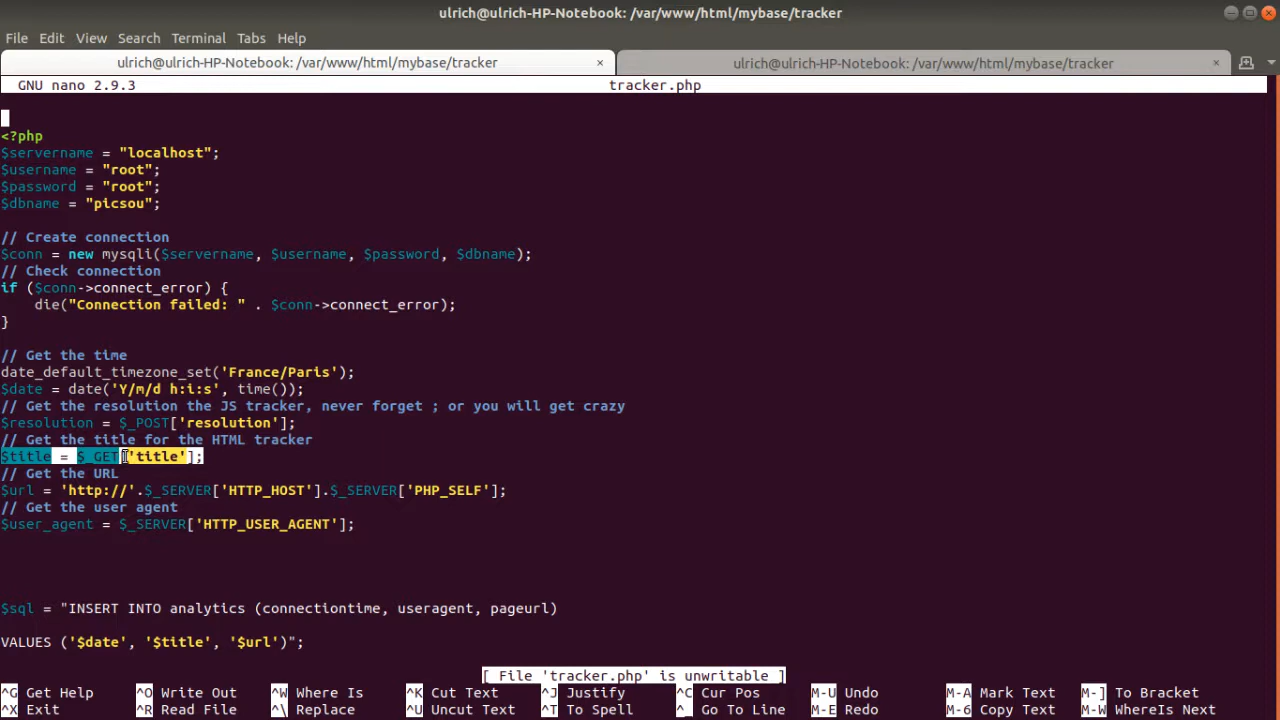 ulrich@ulrich-HP-Notebook: /var/www/html/mybase/tracker
File Edit View Search Terminal Tabs Help
ulrich@ulrich-HP-Notebook: /var/www/html/mybase/tracker × ulrich@ulrich-HP-Notebook: /var/www/html/mybase/tracker ×
GNU nano 2.9.3 tracker.php
<?php
$servername = "localhost";
$username = "root";
$password = "root";
$dbname = "picsou";
// Create connection
$conn = new mysqli($servername, $username, $password, $dbname);
// Check connection
if ($conn->connect_error) {
    die("Connection failed: " . $conn->connect_error);
}
// Get the time
date_default_timezone_set('France/Paris');
$date = date('Y/m/d h:i:s', time());
// Get the resolution the JS tracker, never forget ; or you will get crazy
$resolution = $_POST['resolution'];
// Get the title for the HTML tracker
$title = $_GET['title'];
// Get the URL
$url = 'http://'.$_SERVER['HTTP_HOST'].$_SERVER['PHP_SELF'];
// Get the user agent
$user_agent = $_SERVER['HTTP_USER_AGENT'];
$sql = "INSERT INTO analytics (connectiontime, useragent, pageurl)
VALUES ('$date', '$title', '$url')";
[ File 'tracker.php' is unwritable ]
^G Get Help ^O Write Out ^W Where Is ^K Cut Text ^J Justify ^C Cur Pos M-U Undo M-A Mark Text M-] To Bracket
^X Exit ^R Read File ^\ Replace ^U Uncut Text ^T To Spell ^_ Go To Line M-E Redo M-6 Copy Text M-W WhereIs Next